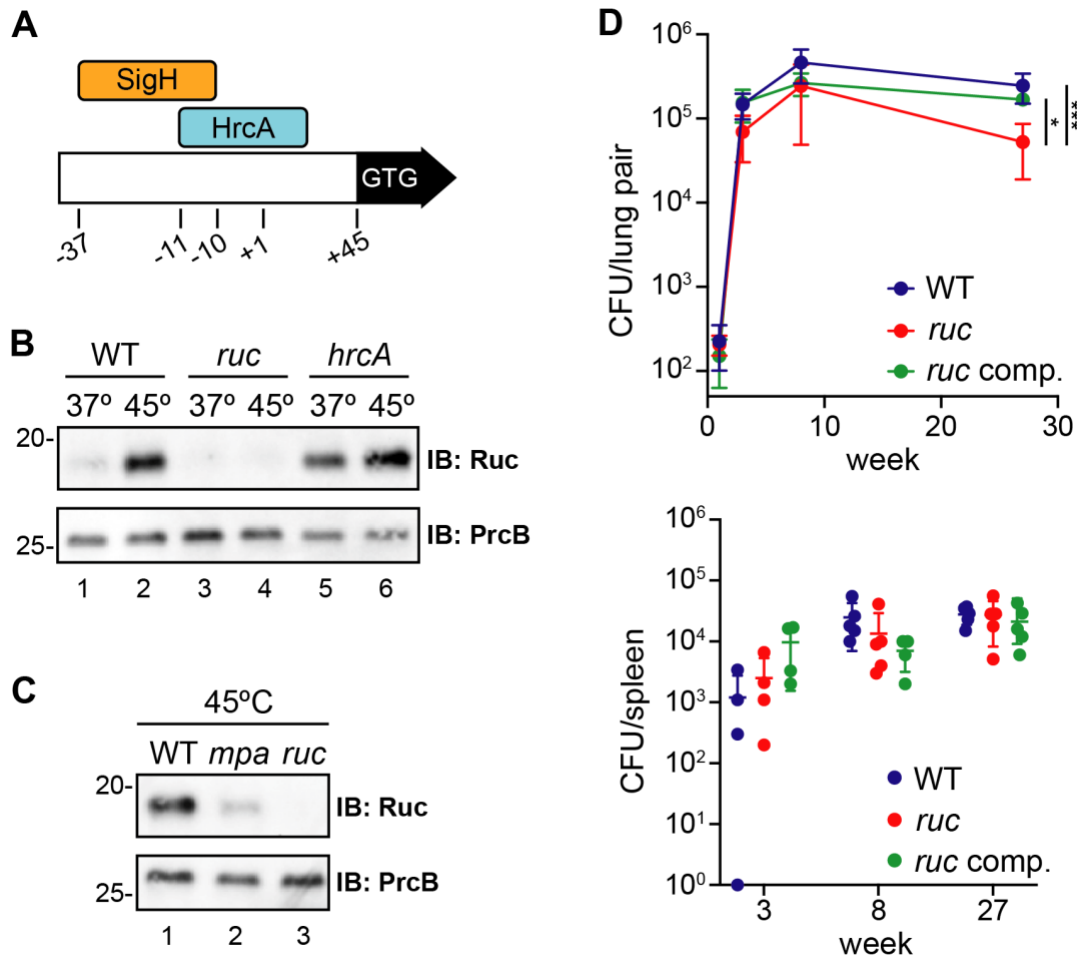 A
SigH
HrcA
GTG
-37
-11
-10
+1
+45
B
WT ruc hrcA
37º 45º 37º 45º 37º 45º
20-
IB: Ruc
25-
IB: PrcB
1 2 3 4 5 6
C
45ºC
WT mpa ruc
20-
IB: Ruc
25-
IB: PrcB
1 2 3
D
CFU/lung pair
10⁶
10⁵
10⁴
10³
10²
*
***
WT
ruc
ruc comp.
0 10 20 30
week
CFU/spleen
10⁶
10⁵
10⁴
10³
10²
10¹
10⁰
WT
ruc
ruc comp.
3 8 27
week